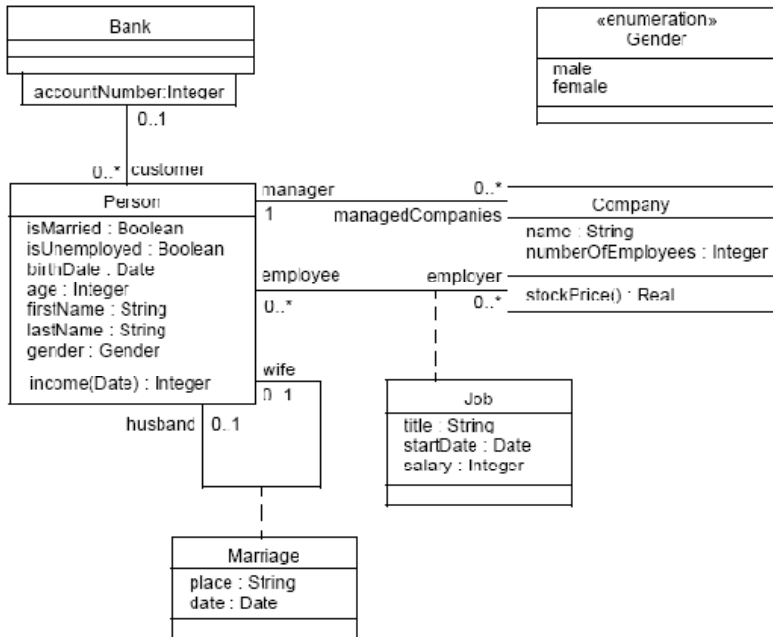 Bank
accountNumber:Integer
0..1
0..* customer
«enumeration»
Gender
male
female
Person
isMarried : Boolean
isUnemployed : Boolean
birthDate : Date
age : Integer
firstName : String
lastName : String
gender : Gender
income(Date) : Integer
manager
1
0..*
managedCompanies
Company
name : String
numberOfEmployees : Integer
stockPrice() : Real
employee
0..*
employer
0..*
wife
0..1
husband
0..1
Job
title : String
startDate : Date
salary : Integer
Marriage
place : String
date : Date